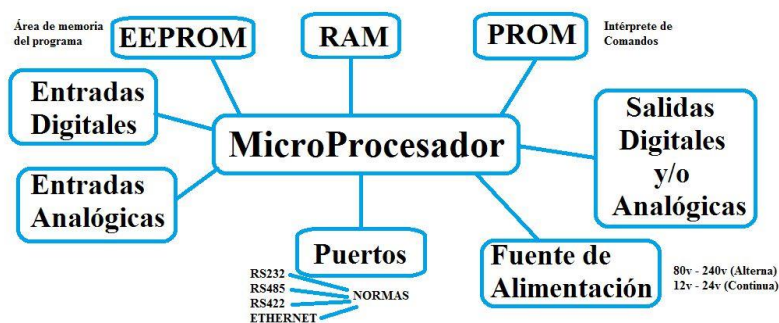 Área de memoria
del programa
EEPROM
RAM
PROM
Intérprete de
Comandos
Entradas
Digitales
MicroProcesador
Salidas
Digitales
y/o
Analógicas
Entradas
Analógicas
Puertos
RS232
RS485
RS422
ETHERNET
NORMAS
Fuente de
Alimentación
80v - 240v (Alterna)
12v - 24v (Continua)